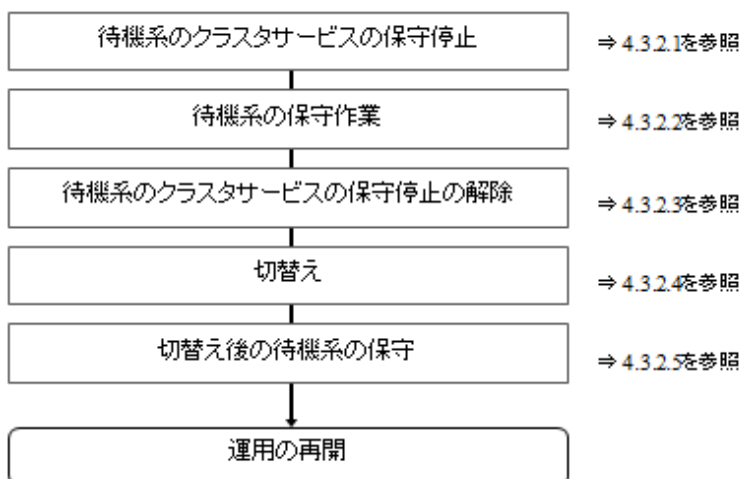 待機系のクラスタサービスの保守停止 ⇒ 4.3.2.1を参照
待機系の保守作業 ⇒ 4.3.2.2を参照
待機系のクラスタサービスの保守停止の解除 ⇒ 4.3.2.3を参照
切替え ⇒ 4.3.2.4を参照
切替え後の待機系の保守 ⇒ 4.3.2.5を参照
運用の再開